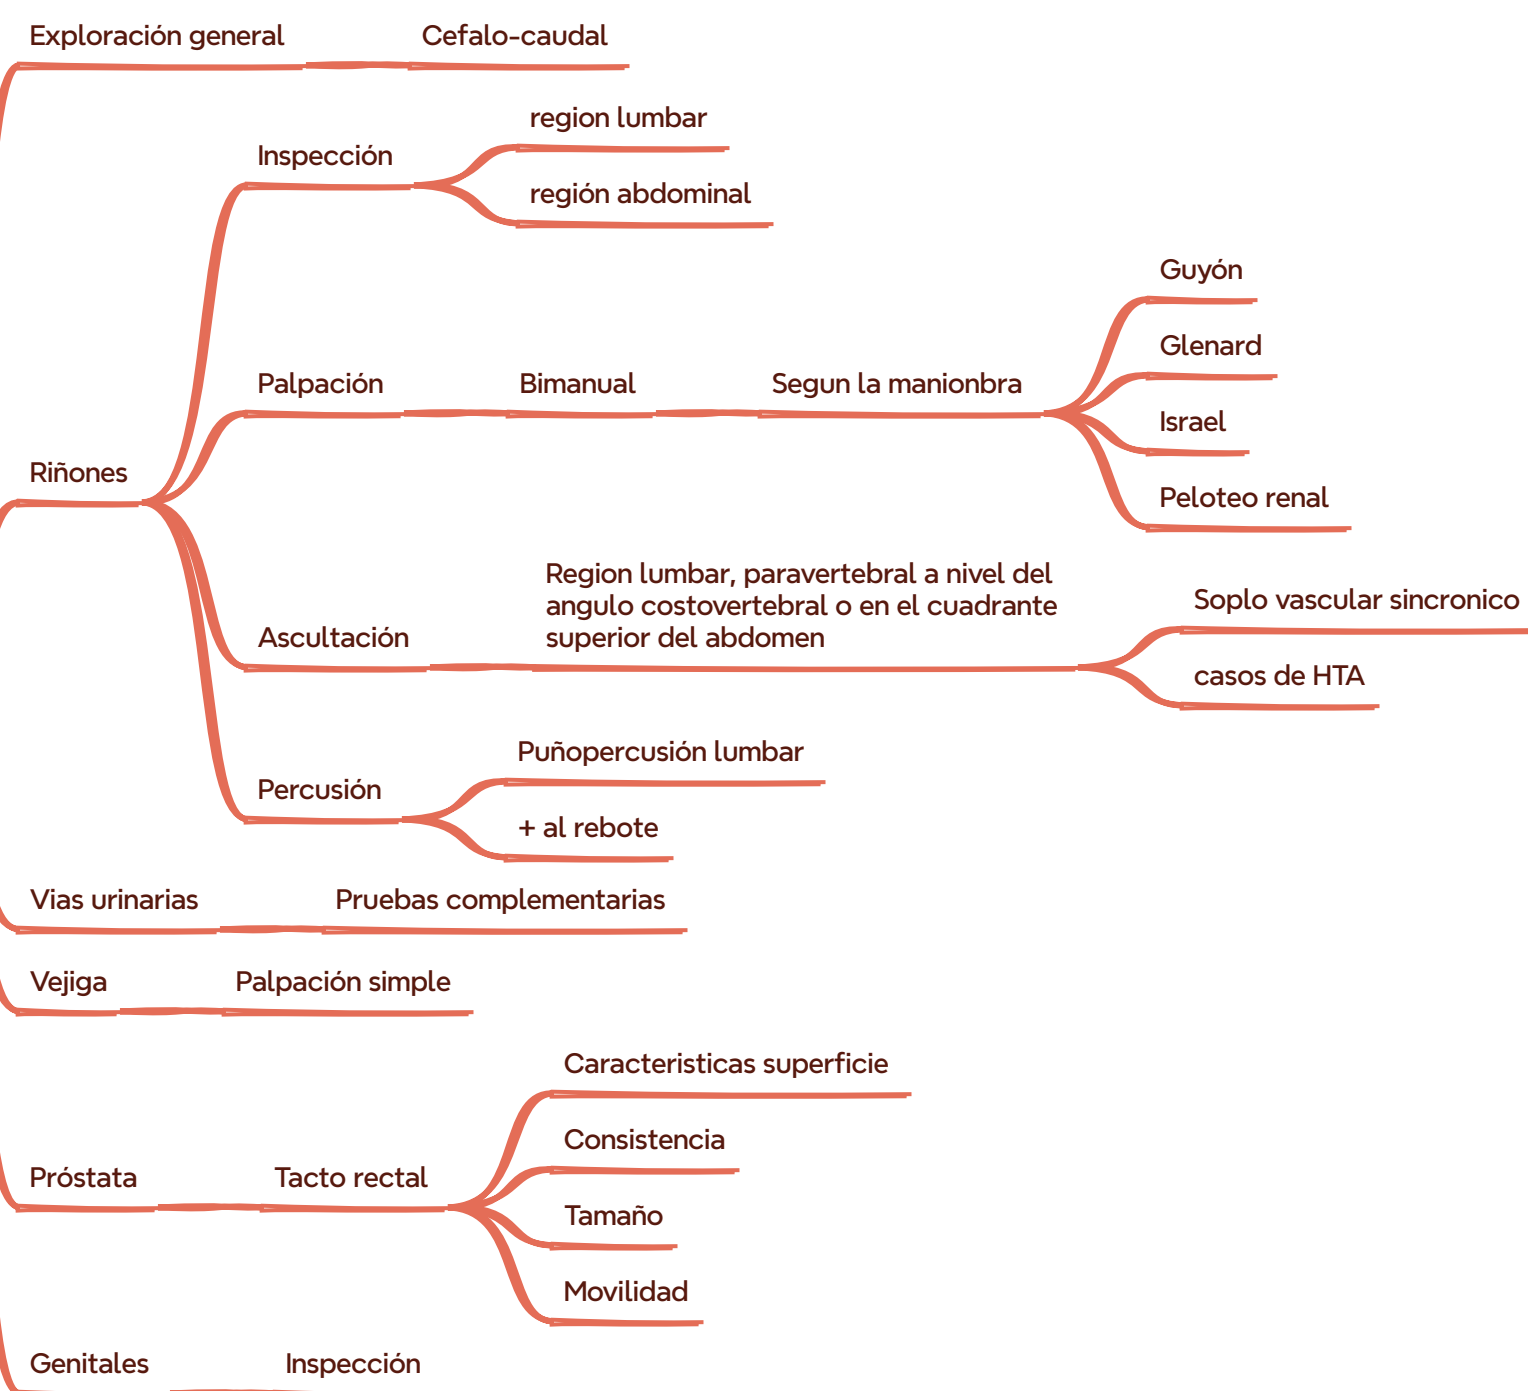 Exploración general
Cefalo-caudal
Riñones
Inspección
region lumbar
región abdominal
Palpación
Bimanual
Segun la manionbra
Guyón
Glenard
Israel
Peloteo renal
Ascultación
Region lumbar, paravertebral a nivel del
angulo costovertebral o en el cuadrante
superior del abdomen
Soplo vascular sincronico
casos de HTA
Percusión
Puñopercusión lumbar
+ al rebote
Vias urinarias
Pruebas complementarias
Vejiga
Palpación simple
Próstata
Tacto rectal
Caracteristicas superficie
Consistencia
Tamaño
Movilidad
Genitales
Inspección